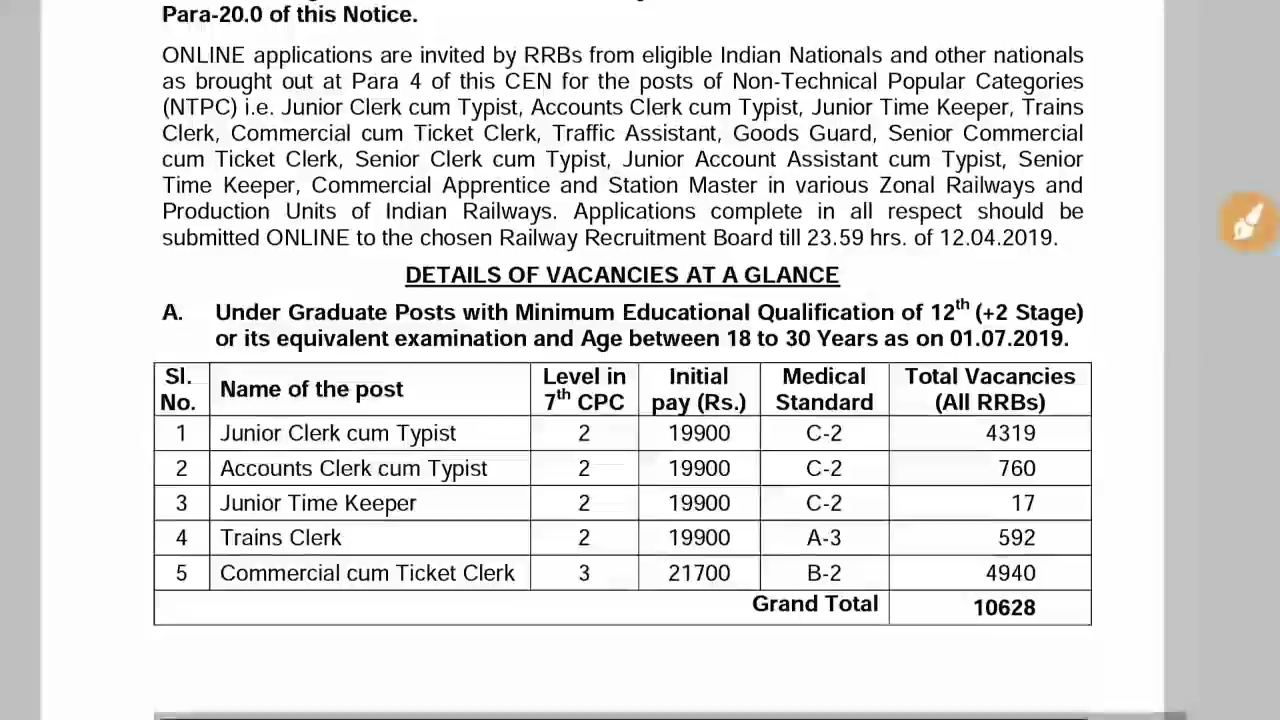 Para-20.0 of this Notice.
ONLINE applications are invited by RRBs from eligible Indian Nationals and other nationals
as brought out at Para 4 of this CEN for the posts of Non-Technical Popular Categories
(NTPC) i.e. Junior Clerk cum Typist, Accounts Clerk cum Typist, Junior Time Keeper, Trains
Clerk, Commercial cum Ticket Clerk, Traffic Assistant, Goods Guard, Senior Commercial
cum Ticket Clerk, Senior Clerk cum Typist, Junior Account Assistant cum Typist, Senior
Time Keeper, Commercial Apprentice and Station Master in various Zonal Railways and
Production Units of Indian Railways. Applications complete in all respect should be
submitted ONLINE to the chosen Railway Recruitment Board till 23.59 hrs. of 12.04.2019.
DETAILS OF VACANCIES AT A GLANCE
A. Under Graduate Posts with Minimum Educational Qualification of 12th (+2 Stage)
or its equivalent examination and Age between 18 to 30 Years as on 01.07.2019.
Sl. No. Name of the post Level in 7th CPC Initial pay (Rs.) Medical Standard Total Vacancies (All RRBs)
1 Junior Clerk cum Typist 2 19900 C-2 4319
2 Accounts Clerk cum Typist 2 19900 C-2 760
3 Junior Time Keeper 2 19900 C-2 17
4 Trains Clerk 2 19900 A-3 592
5 Commercial cum Ticket Clerk 3 21700 B-2 4940
Grand Total 10628